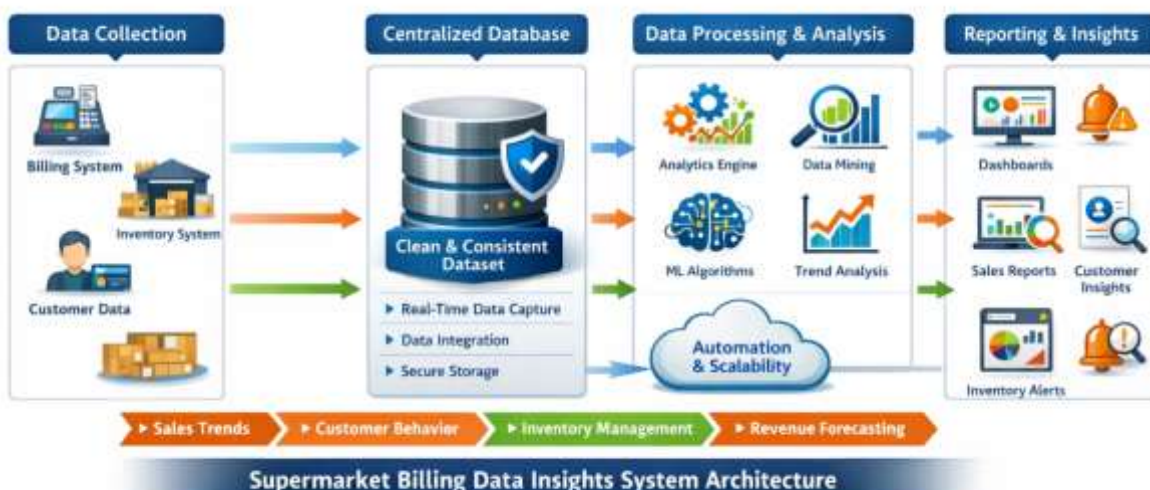 Data Collection
Billing System
Inventory System
Customer Data
Centralized Database
Clean & Consistent
Dataset
▸ Real-Time Data Capture
▸ Data Integration
▸ Secure Storage
Data Processing & Analysis
Analytics Engine
Data Mining
ML Algorithms
Trend Analysis
Automation
& Scalability
Reporting & Insights
Dashboards
Sales Reports
Customer
Insights
Inventory Alerts
▸ Sales Trends
▸ Customer Behavior
▸ Inventory Management
▸ Revenue Forecasting
Supermarket Billing Data Insights System Architecture